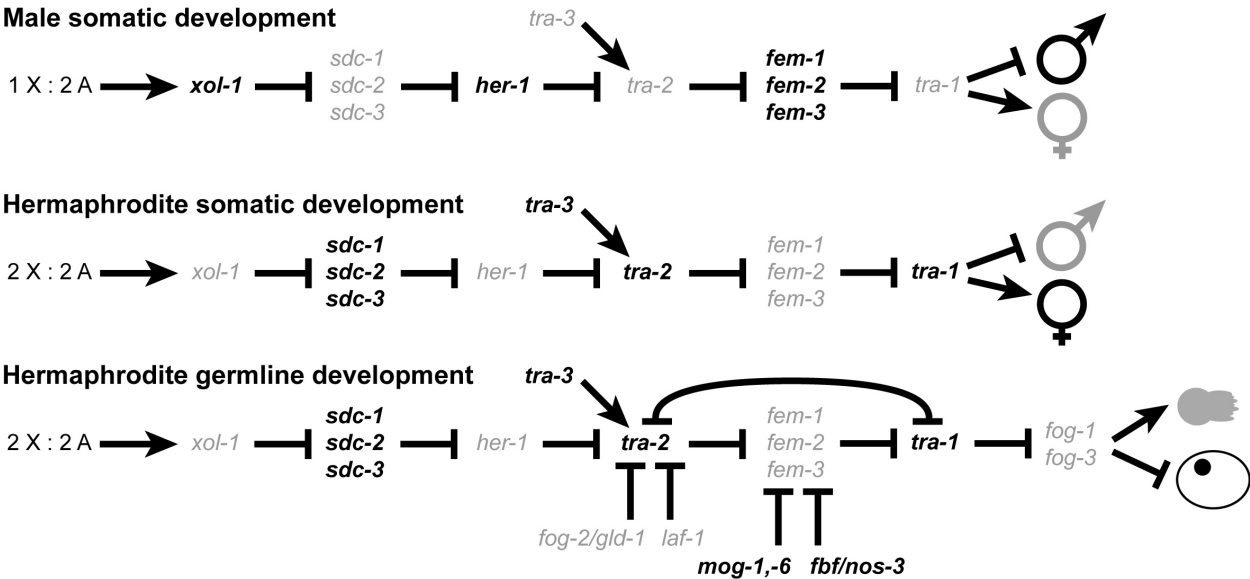 Male somatic development
tra-3
1 X : 2 A xol-1 sdc-1 her-1 tra-2 fem-1 tra-1
sdc-2 fem-2
sdc-3 fem-3
Hermaphrodite somatic development
tra-3
2 X : 2 A xol-1 sdc-1 her-1 tra-2 fem-1 tra-1
sdc-2 fem-2
sdc-3 fem-3
Hermaphrodite germline development
tra-3
2 X : 2 A xol-1 sdc-1 her-1 tra-2 fem-1 tra-1 fog-1
sdc-2 fem-2 fog-3
sdc-3 fem-3
fog-2/gld-1 laf-1
mog-1,-6 fbf/nos-3